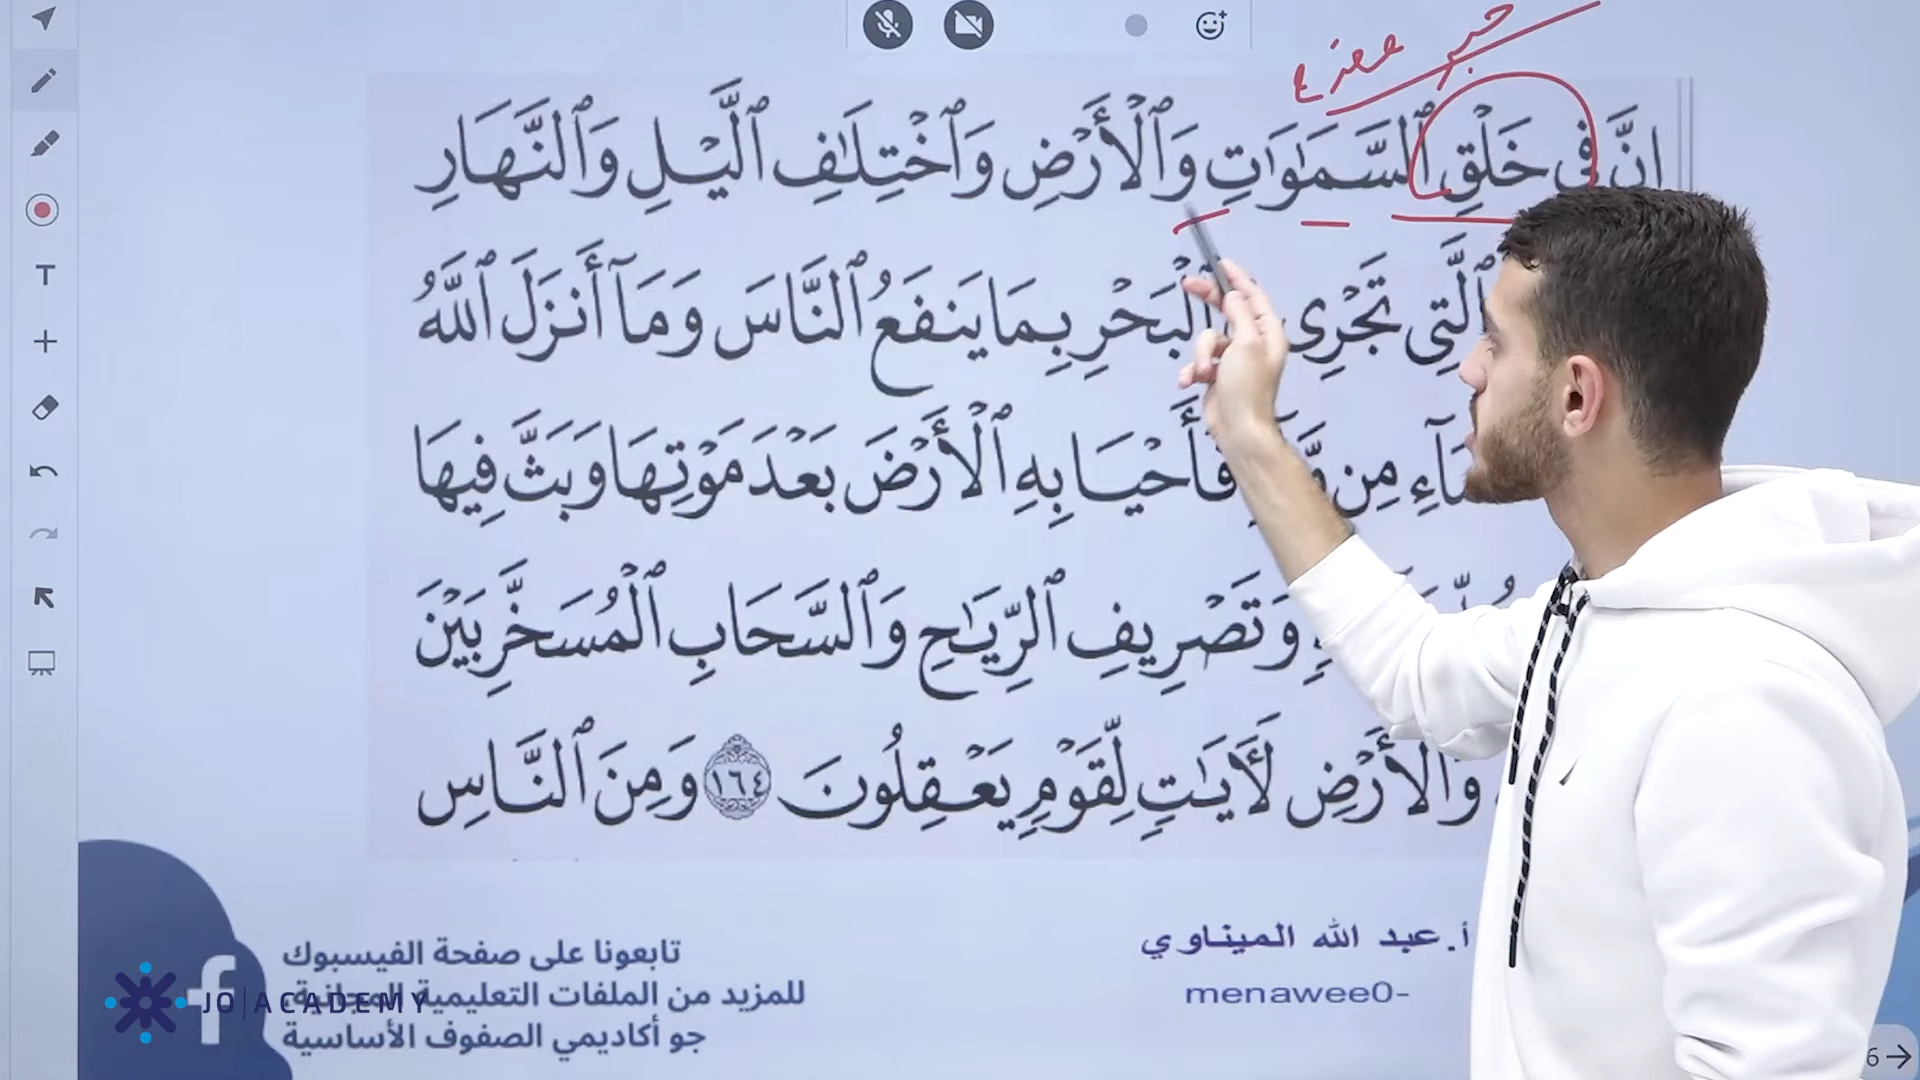 خبر مقدم
إِنَّ فِى خَلْقِ ٱلسَّمَٰوَٰتِ وَٱلْأَرْضِ وَٱخْتِلَٰفِ ٱلَّيْلِ وَٱلنَّهَارِ
ٱلَّتِى تَجْرِى ٱلْبَحْرِ بِمَا يَنفَعُ ٱلنَّاسَ وَمَآ أَنزَلَ ٱللَّهُ
مِن فَأَحْيَا بِهِ ٱلْأَرْضَ بَعْدَ مَوْتِهَا وَبَثَّ فِيهَا
وَتَصْرِيفِ ٱلرِّيَٰحِ وَٱلسَّحَابِ ٱلْمُسَخَّرِ بَيْنَ
وَٱلْأَرْضِ لَأٓيَٰتٍ لِّقَوْمٍ يَعْقِلُونَ ١٦٤ وَمِنَ ٱلنَّاسِ
أ.عبد الله الميناوي
menawee0-
تابعونا على صفحة الفيسبوك
للمزيد من الملفات التعليمية المجانية،
جو أكاديمي الصفوف الأساسية
JO ACADEMY
6